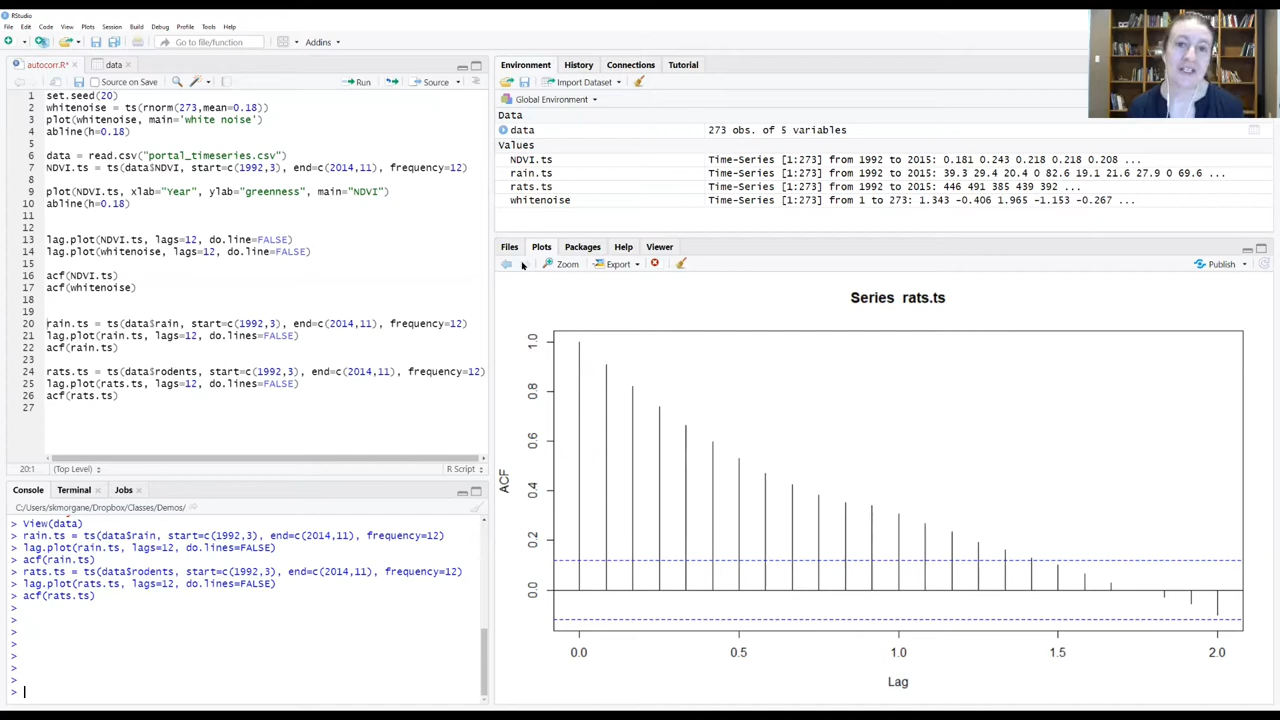 RStudio
File Edit Code View Plots Session Build Debug Profile Tools Help
Go to file/function
Addins
autocorr.R*
data
Source on Save
Run
Source
1 set.seed(20)
2 whitenoise = ts(rnorm(273,mean=0.18))
3 plot(whitenoise, main='white noise')
4 abline(h=0.18)
5
6 data = read.csv("portal_timeseries.csv")
7 NDVI.ts = ts(data$NDVI, start=c(1992,3), end=c(2014,11), frequency=12)
8
9 plot(NDVI.ts, xlab="Year", ylab="greenness", main="NDVI")
10 abline(h=0.18)
11
12
13 lag.plot(NDVI.ts, lags=12, do.line=FALSE)
14 lag.plot(whitenoise, lags=12, do.line=FALSE)
15
16 acf(NDVI.ts)
17 acf(whitenoise)
18
19
20 rain.ts = ts(data$rain, start=c(1992,3), end=c(2014,11), frequency=12)
21 lag.plot(rain.ts, lags=12, do.lines=FALSE)
22 acf(rain.ts)
23
24 rats.ts = ts(data$rodents, start=c(1992,3), end=c(2014,11), frequency=12)
25 lag.plot(rats.ts, lags=12, do.lines=FALSE)
26 acf(rats.ts)
27
20:1 (Top Level) R Script
Console Terminal Jobs
C:/Users/skmorgane/Dropbox/Classes/Demos/
> View(data)
> rain.ts = ts(data$rain, start=c(1992,3), end=c(2014,11), frequency=12)
> lag.plot(rain.ts, lags=12, do.lines=FALSE)
> acf(rain.ts)
> rats.ts = ts(data$rodents, start=c(1992,3), end=c(2014,11), frequency=12)
> lag.plot(rats.ts, lags=12, do.lines=FALSE)
> acf(rats.ts)
>
>
>
>
>
>
>
>
Environment History Connections Tutorial
Import Dataset
Global Environment
Data
data 273 obs. of 5 variables
Values
NDVI.ts Time-Series [1:273] from 1992 to 2015: 0.181 0.243 0.218 0.218 0.208 ...
rain.ts Time-Series [1:273] from 1992 to 2015: 39.3 29.4 20.4 0 82.6 19.1 21.6 27.9 0 69.6 ...
rats.ts Time-Series [1:273] from 1992 to 2015: 446 491 385 439 392 ...
whitenoise Time-Series [1:273] from 1 to 273: 1.343 -0.406 1.965 -1.153 -0.267 ...
Files Plots Packages Help Viewer
Zoom Export Publish
Series rats.ts
ACF
1.0
0.8
0.6
0.4
0.2
0.0
0.0 0.5 1.0 1.5 2.0
Lag